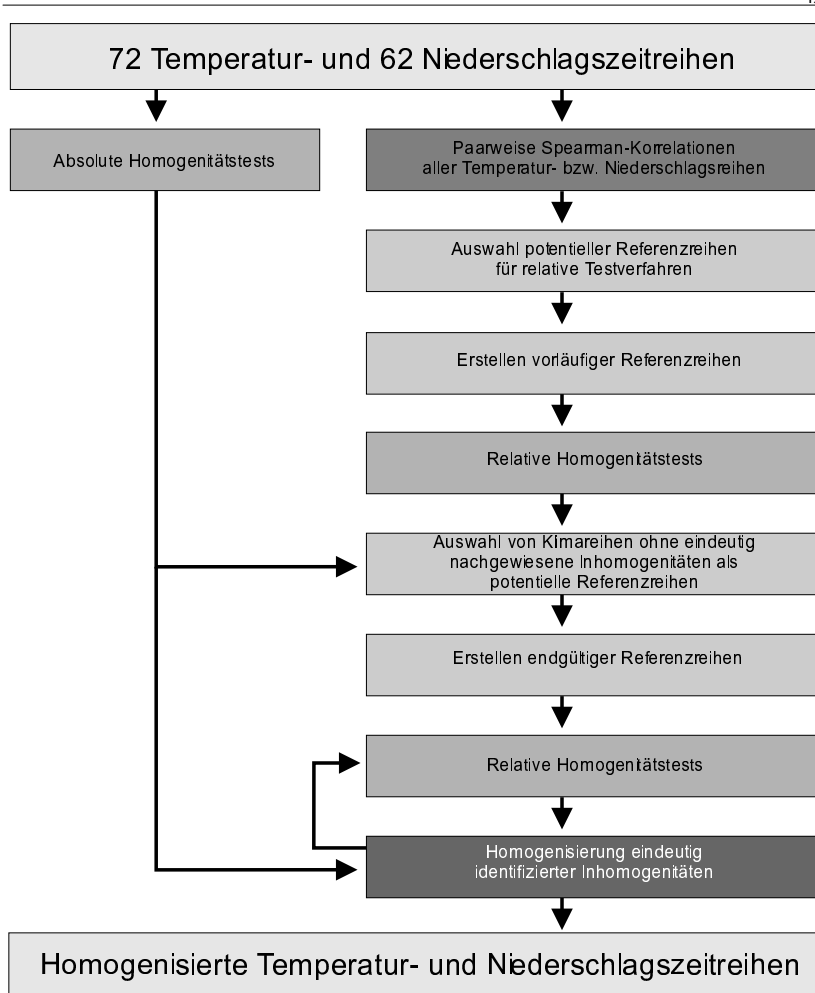 72 Temperatur- und 62 Niederschlagszeitreihen
Absolute Homogenitätstests
Paarweise Spearman-Korrelationen
aller Temperatur- bzw. Niederschlagsreihen
Auswahl potentieller Referenzreihen
für relative Testverfahren
Erstellen vorläufiger Referenzreihen
Relative Homogenitätstests
Auswahl von Klimareihen ohne eindeutig
nachgewiesene Inhomogenitäten als
potentielle Referenzreihen
Erstellen endgültiger Referenzreihen
Relative Homogenitätstests
Homogenisierung eindeutig
identifizierter Inhomogenitäten
Homogenisierte Temperatur- und Niederschlagszeitreihen